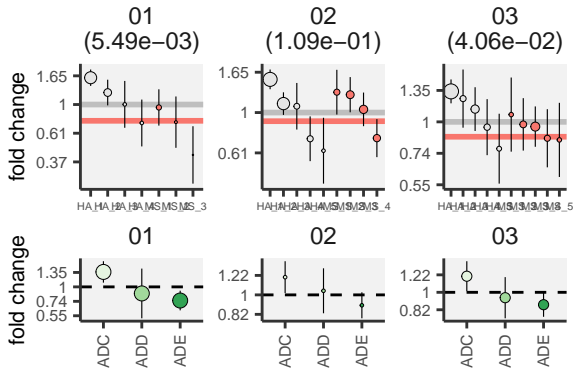 01 02 03
(5.49e−03) (1.09e−01) (4.06e−02)
fold change
1.65 1 0.61 0.37
1.65 1 0.61
1.35 1 0.74 0.55
01 02 03
fold change
1.35 1 0.74 0.55
1.22 1 0.82
1.22 1 0.82
ADC ADD ADE ADC ADD ADE ADC ADD ADE